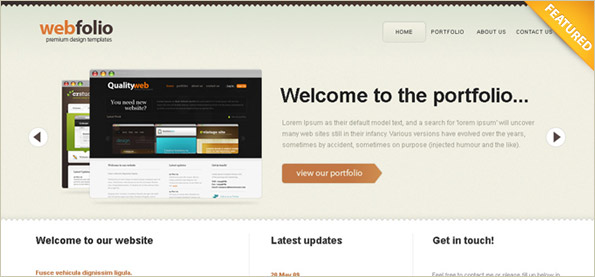 webfolio
premium design templates
HOME PORTFOLIO ABOUT US CONTACT US
FEATURED
Qualityweb
You need new
website?
Welcome to the portfolio...
Lorem Ipsum as their default model text, and a search for 'lorem ipsum' will uncover
many web sites still in their infancy. Various versions have evolved over the years,
sometimes by accident, sometimes on purpose (injected humour and the like).
view our portfolio
Welcome to our website
Latest updates
Get in touch!
Fusce vehicula dignissim ligula.
26 May 09
Feel free to contact me or please fill up below in